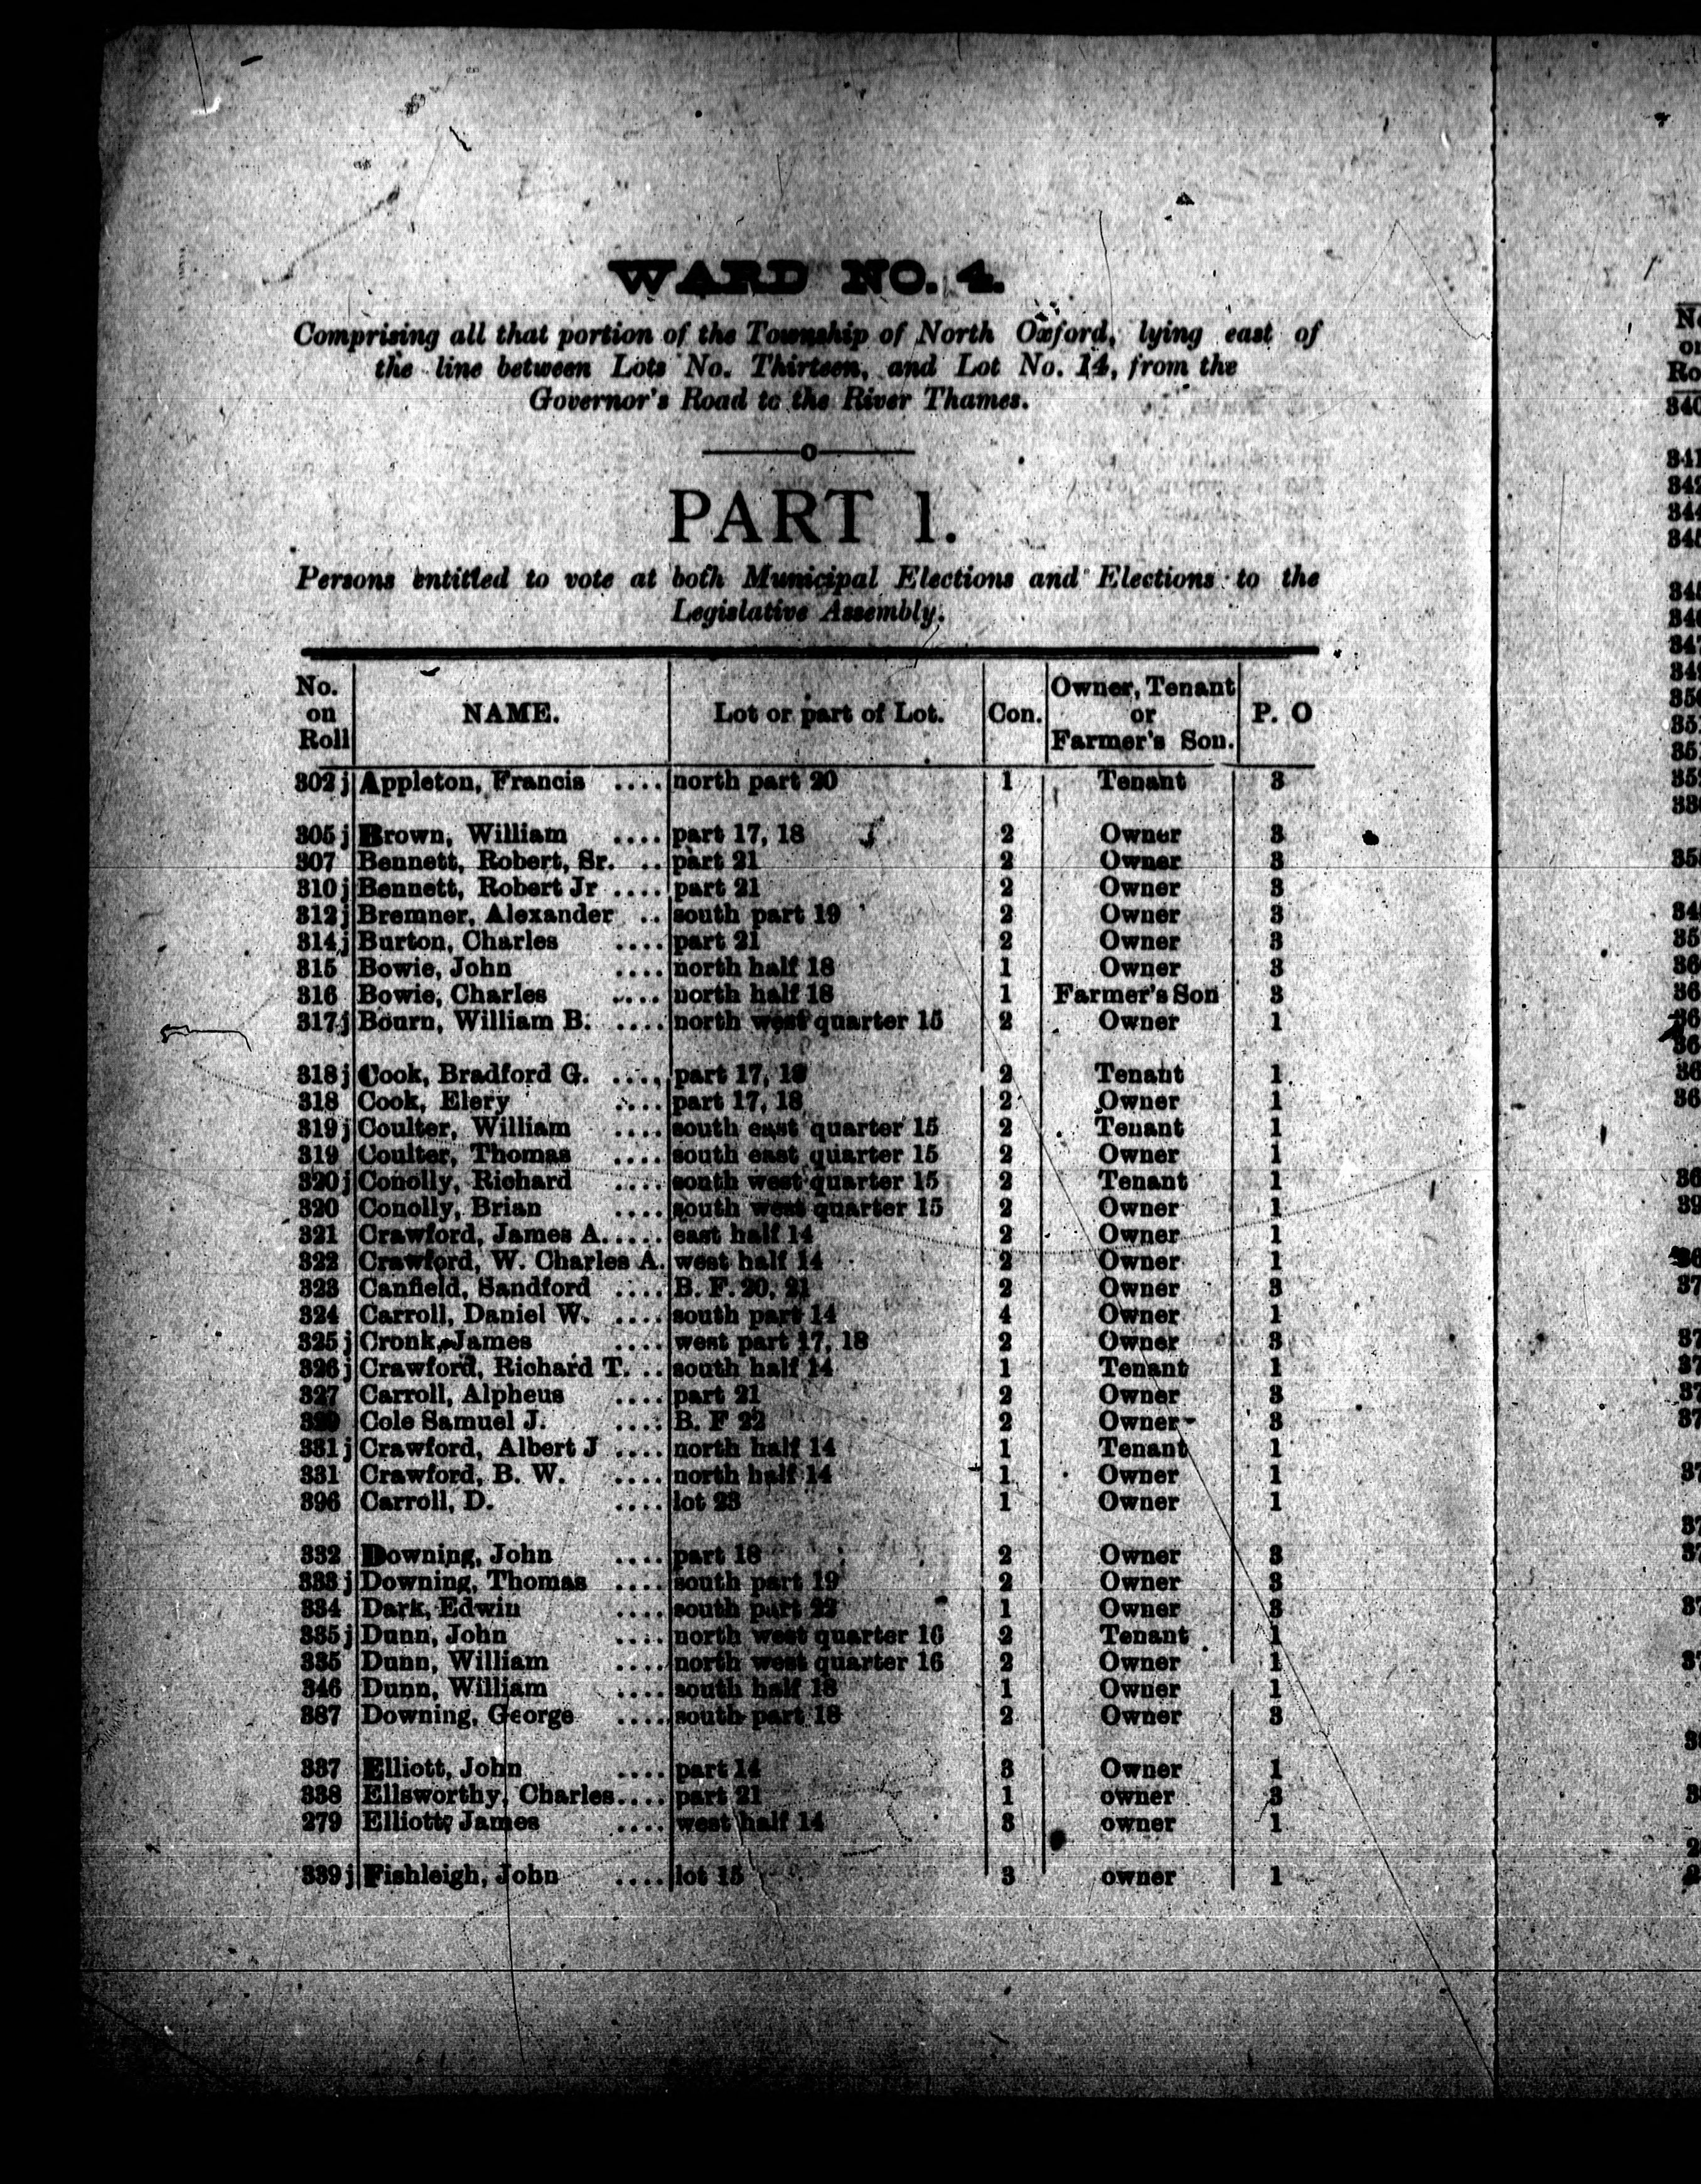 WARD NO. 4.
Comprising all that portion of the Township of North Oxford, lying east of
the line between Lots No. Thirteen, and Lot No. 14, from the
Governor's Road to the River Thames.
PART 1.
Persons entitled to vote at both Municipal Elections and Elections to the
Legislative Assembly.
No. on Roll NAME. Lot or part of Lot. Con. Owner, Tenant or Farmer's Son. P. O
302 j Appleton, Francis .... north part 20 1 Tenant 3
305 j Brown, William .... part 17, 18 2 Owner 3
307 Bennett, Robert, Sr. .. part 21 2 Owner 3
310 j Bennett, Robert Jr .... part 21 2 Owner 3
312 j Bremner, Alexander .. south part 19 2 Owner 3
314 j Burton, Charles .... part 21 2 Owner 3
315 Bowie, John .... north half 18 1 Owner 3
316 Bowie, Charles .... north half 18 1 Farmer's Son 3
317 j Bourn, William B. .... north west quarter 15 2 Owner 1
318 j Cook, Bradford G. .... part 17, 18 2 Tenant 1
318 Cook, Elery .... part 17, 18 2 Owner 1
319 j Coulter, William .... south east quarter 15 2 Tenant 1
319 Coulter, Thomas .... south east quarter 15 2 Owner 1
320 j Conolly, Richard .... south west quarter 15 2 Tenant 1
320 Conolly, Brian .... south west quarter 15 2 Owner 1
321 Crawford, James A..... east half 14 2 Owner 1
322 Crawford, W. Charles A. west half 14 2 Owner 1
323 Canfield, Sandford .... B. F. 20, 21 2 Owner 3
324 Carroll, Daniel W. .... south part 14 4 Owner 1
325 j Cronk, James .... west part 17, 18 2 Owner 3
326 j Crawford, Richard T. .. south half 14 1 Tenant 1
327 Carroll, Alpheus .... part 21 2 Owner 3
Cole Samuel J. .... B. F 22 2 Owner 3
331 j Crawford, Albert J .... north half 14 1 Tenant 1
331 Crawford, B. W. .... north half 14 1 Owner 1
396 Carroll, D. .... lot 23 1 Owner 1
332 Downing, John .... part 18 2 Owner 3
333 j Downing, Thomas .... south part 19 2 Owner 3
334 Dark, Edwin .... south part 22 1 Owner 3
335 j Dunn, John .... north west quarter 16 2 Tenant 1
335 Dunn, William .... north west quarter 16 2 Owner 1
346 Dunn, William .... south half 18 1 Owner 1
387 Downing, George .... south part 18 2 Owner 3
337 Elliott, John .... part 14 3 Owner 1
338 Ellsworthy, Charles.... part 21 1 owner 3
279 Elliott, James .... west half 14 3 owner 1
339 j Fishleigh, John .... lot 15 3 owner 1